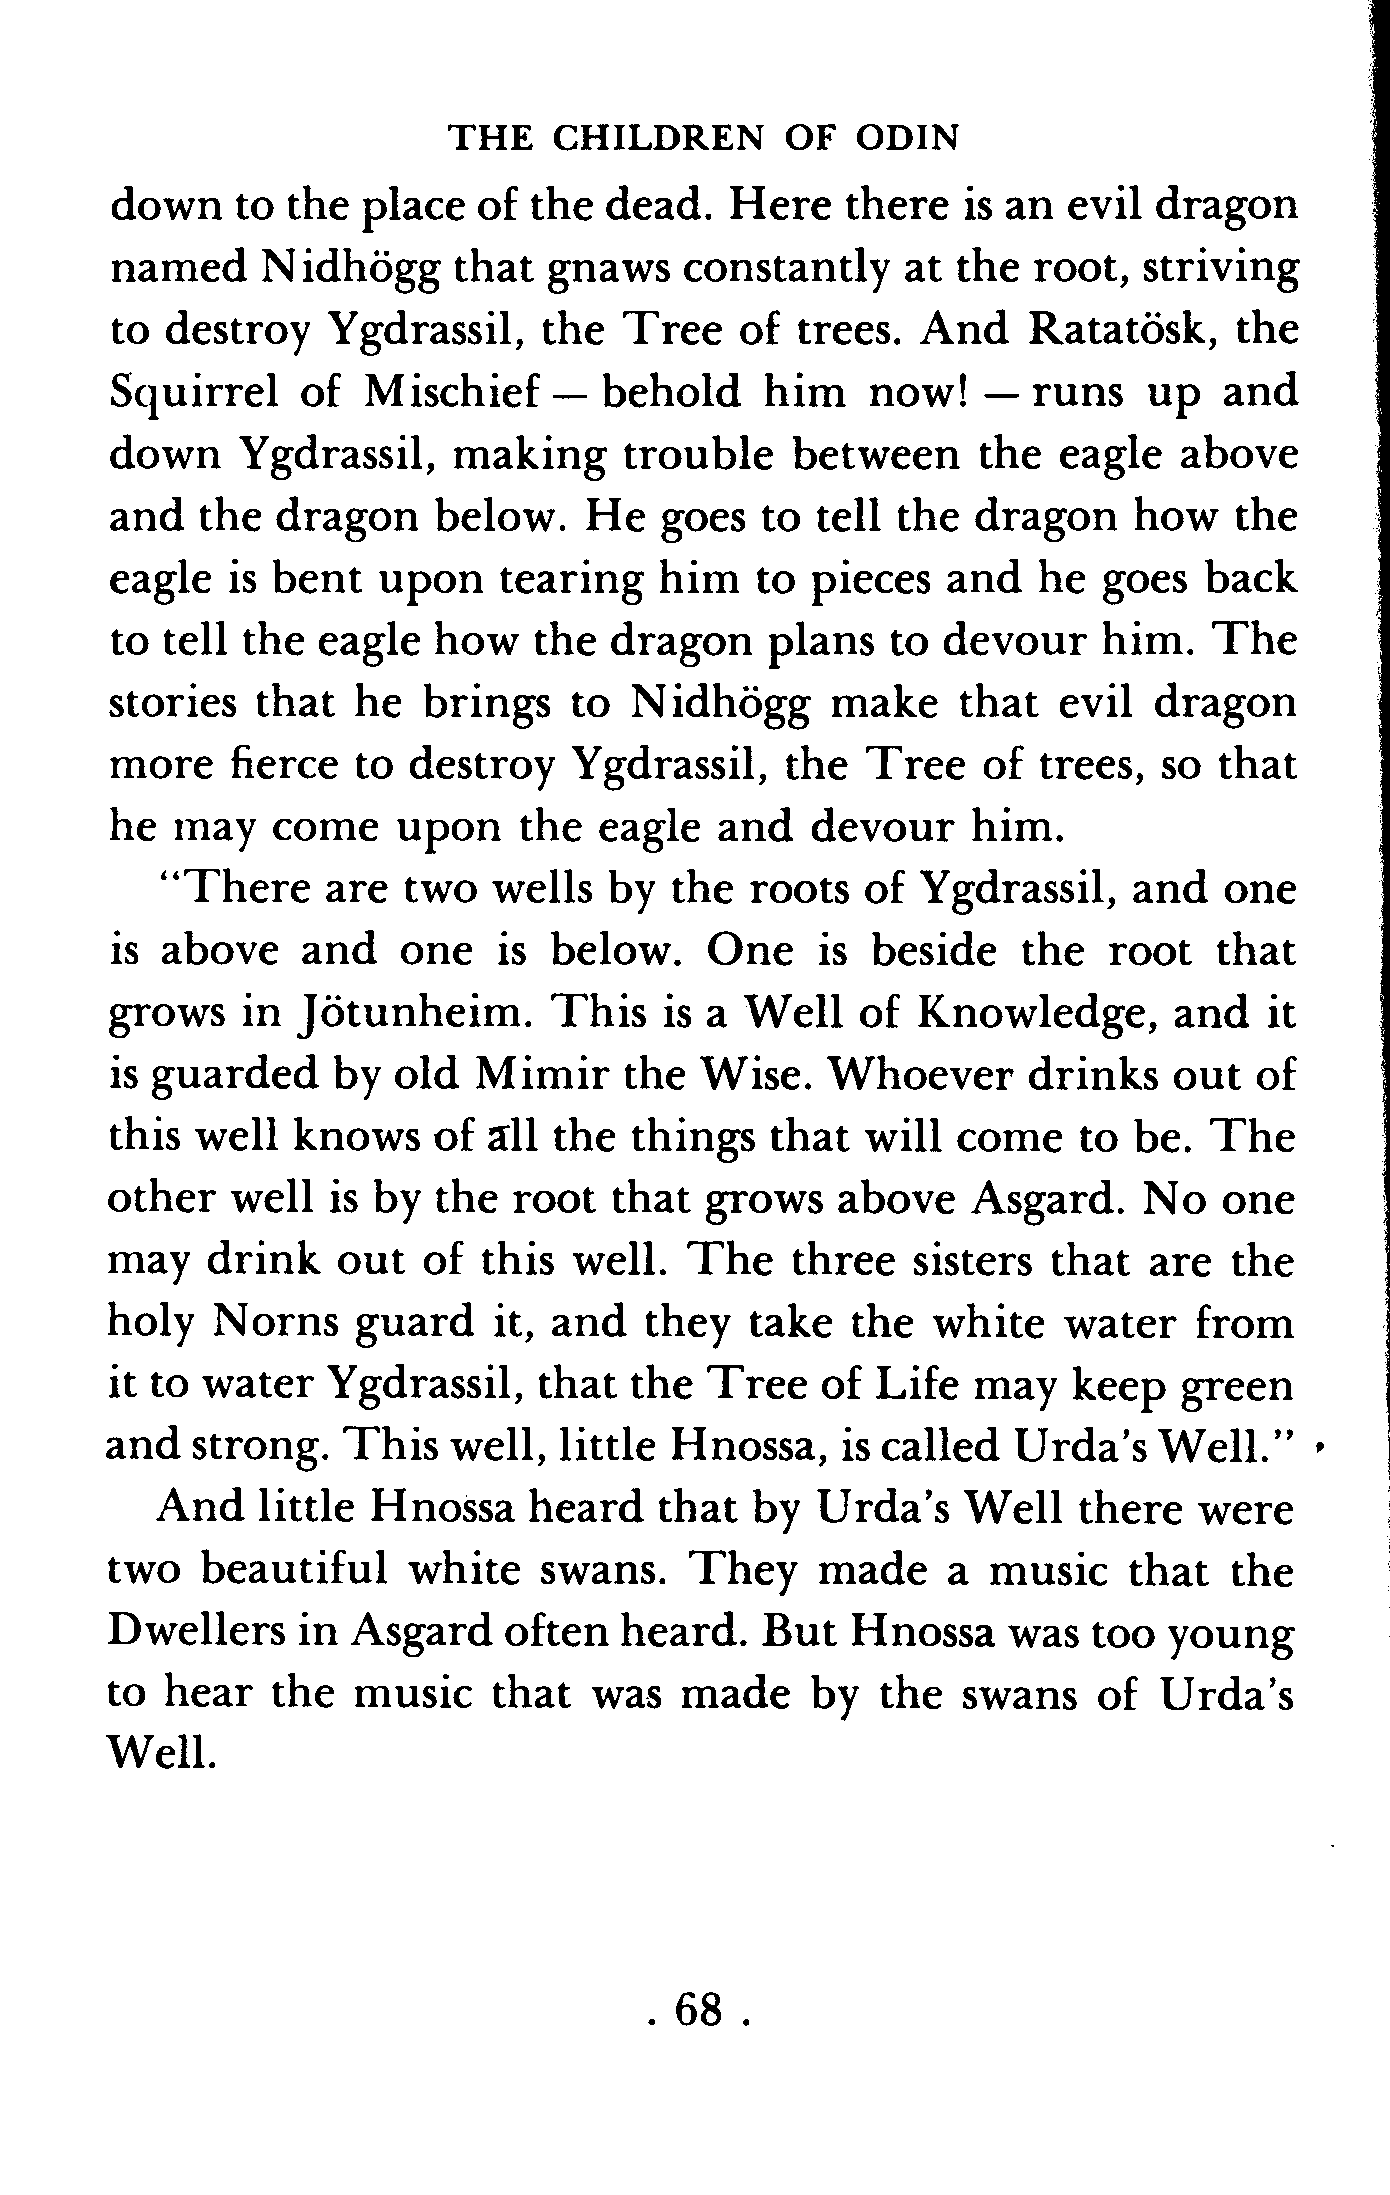 THE CHILDREN OF ODIN
down to the place of the dead. Here there is an evil dragon
named Nidhögg that gnaws constantly at the root, striving
to destroy Ygdrassil, the Tree of trees. And Ratatösk, the
Squirrel of Mischief — behold him now! — runs up and
down Ygdrassil, making trouble between the eagle above
and the dragon below. He goes to tell the dragon how the
eagle is bent upon tearing him to pieces and he goes back
to tell the eagle how the dragon plans to devour him. The
stories that he brings to Nidhögg make that evil dragon
more fierce to destroy Ygdrassil, the Tree of trees, so that
he may come upon the eagle and devour him.
“There are two wells by the roots of Ygdrassil, and one
is above and one is below. One is beside the root that
grows in Jötunheim. This is a Well of Knowledge, and it
is guarded by old Mimir the Wise. Whoever drinks out of
this well knows of all the things that will come to be. The
other well is by the root that grows above Asgard. No one
may drink out of this well. The three sisters that are the
holy Norns guard it, and they take the white water from
it to water Ygdrassil, that the Tree of Life may keep green
and strong. This well, little Hnossa, is called Urda’s Well.”
And little Hnossa heard that by Urda’s Well there were
two beautiful white swans. They made a music that the
Dwellers in Asgard often heard. But Hnossa was too young
to hear the music that was made by the swans of Urda’s
Well.
. 68 .